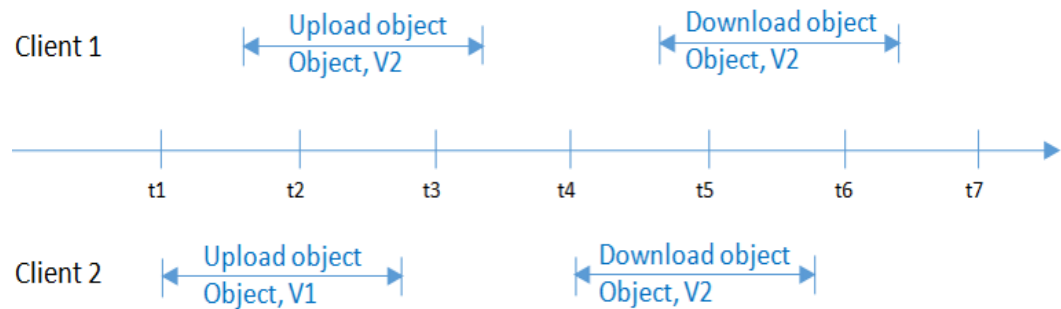 Upload object
Download object
Client 1
Object, V2
Object, V2
t1 t2 t3 t4 t5 t6 t7
Upload object
Download object
Client 2
Object, V1
Object, V2